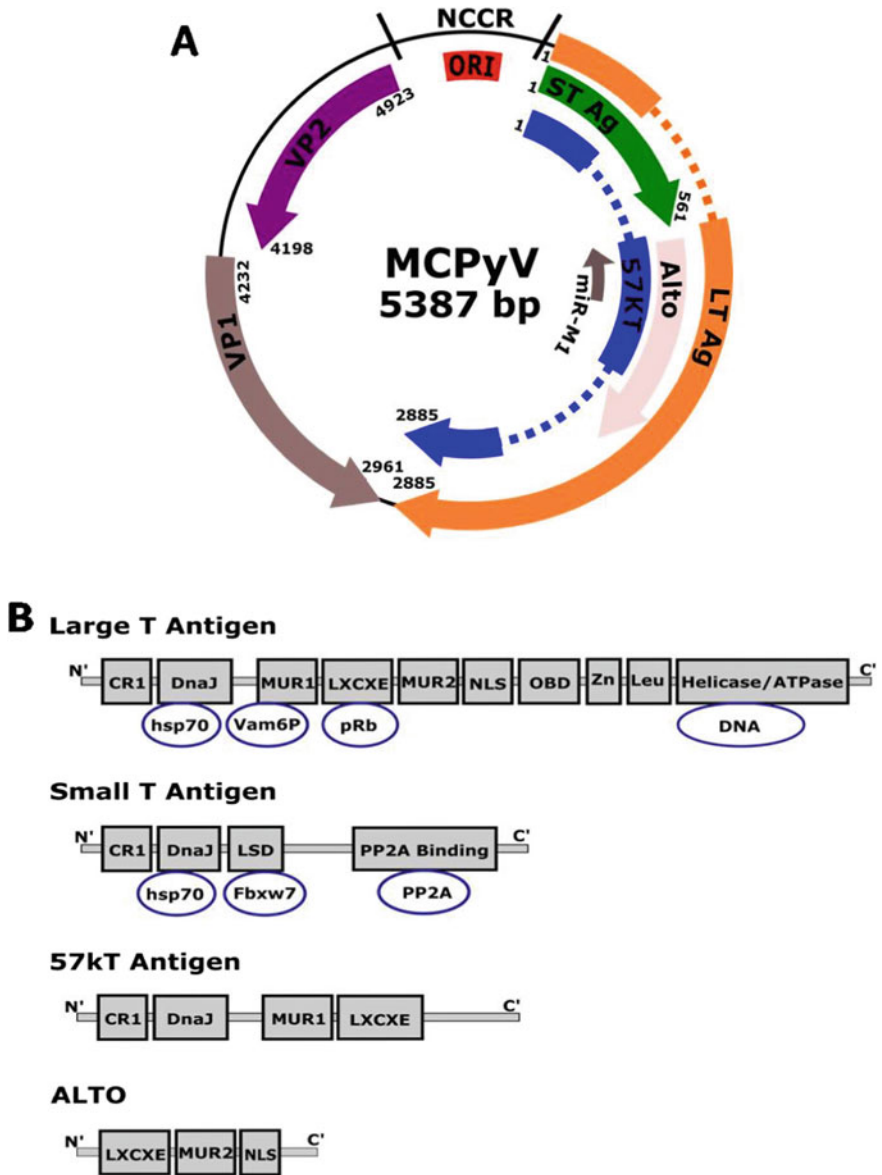 A
NCCR
ORI
1
1
1
ST Ag
VP2
4923
561
4198
4232
MCPyV
5387 bp
57KT
Alto
LT Ag
miR-M1
VP1
2885
2961
2885
B
Large T Antigen
N' CR1 DnaJ MUR1 LXCXE MUR2 NLS OBD Zn Leu Helicase/ATPase C'
hsp70 Vam6P pRb DNA
Small T Antigen
N' CR1 DnaJ LSD PP2A Binding C'
hsp70 Fbxw7 PP2A
57kT Antigen
N' CR1 DnaJ MUR1 LXCXE C'
ALTO
N' LXCXE MUR2 NLS C'